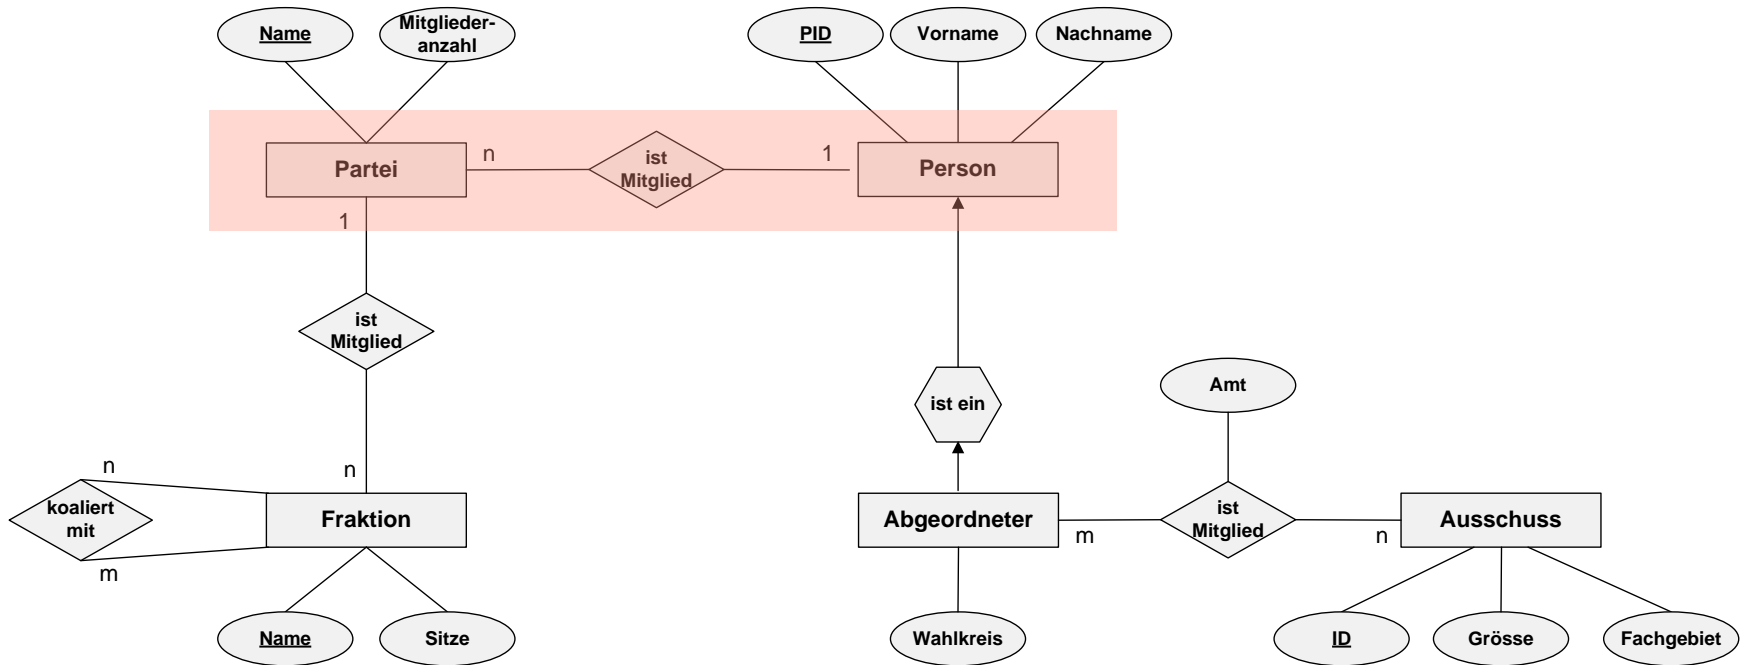 Name
Mitglieder-
anzahl
PID
Vorname
Nachname
Partei
n
ist
Mitglied
1
Person
1
ist
Mitglied
n
ist ein
Amt
n
koaliert
mit
m
Fraktion
Abgeordneter
m
ist
Mitglied
n
Ausschuss
Name
Sitze
Wahlkreis
ID
Grösse
Fachgebiet